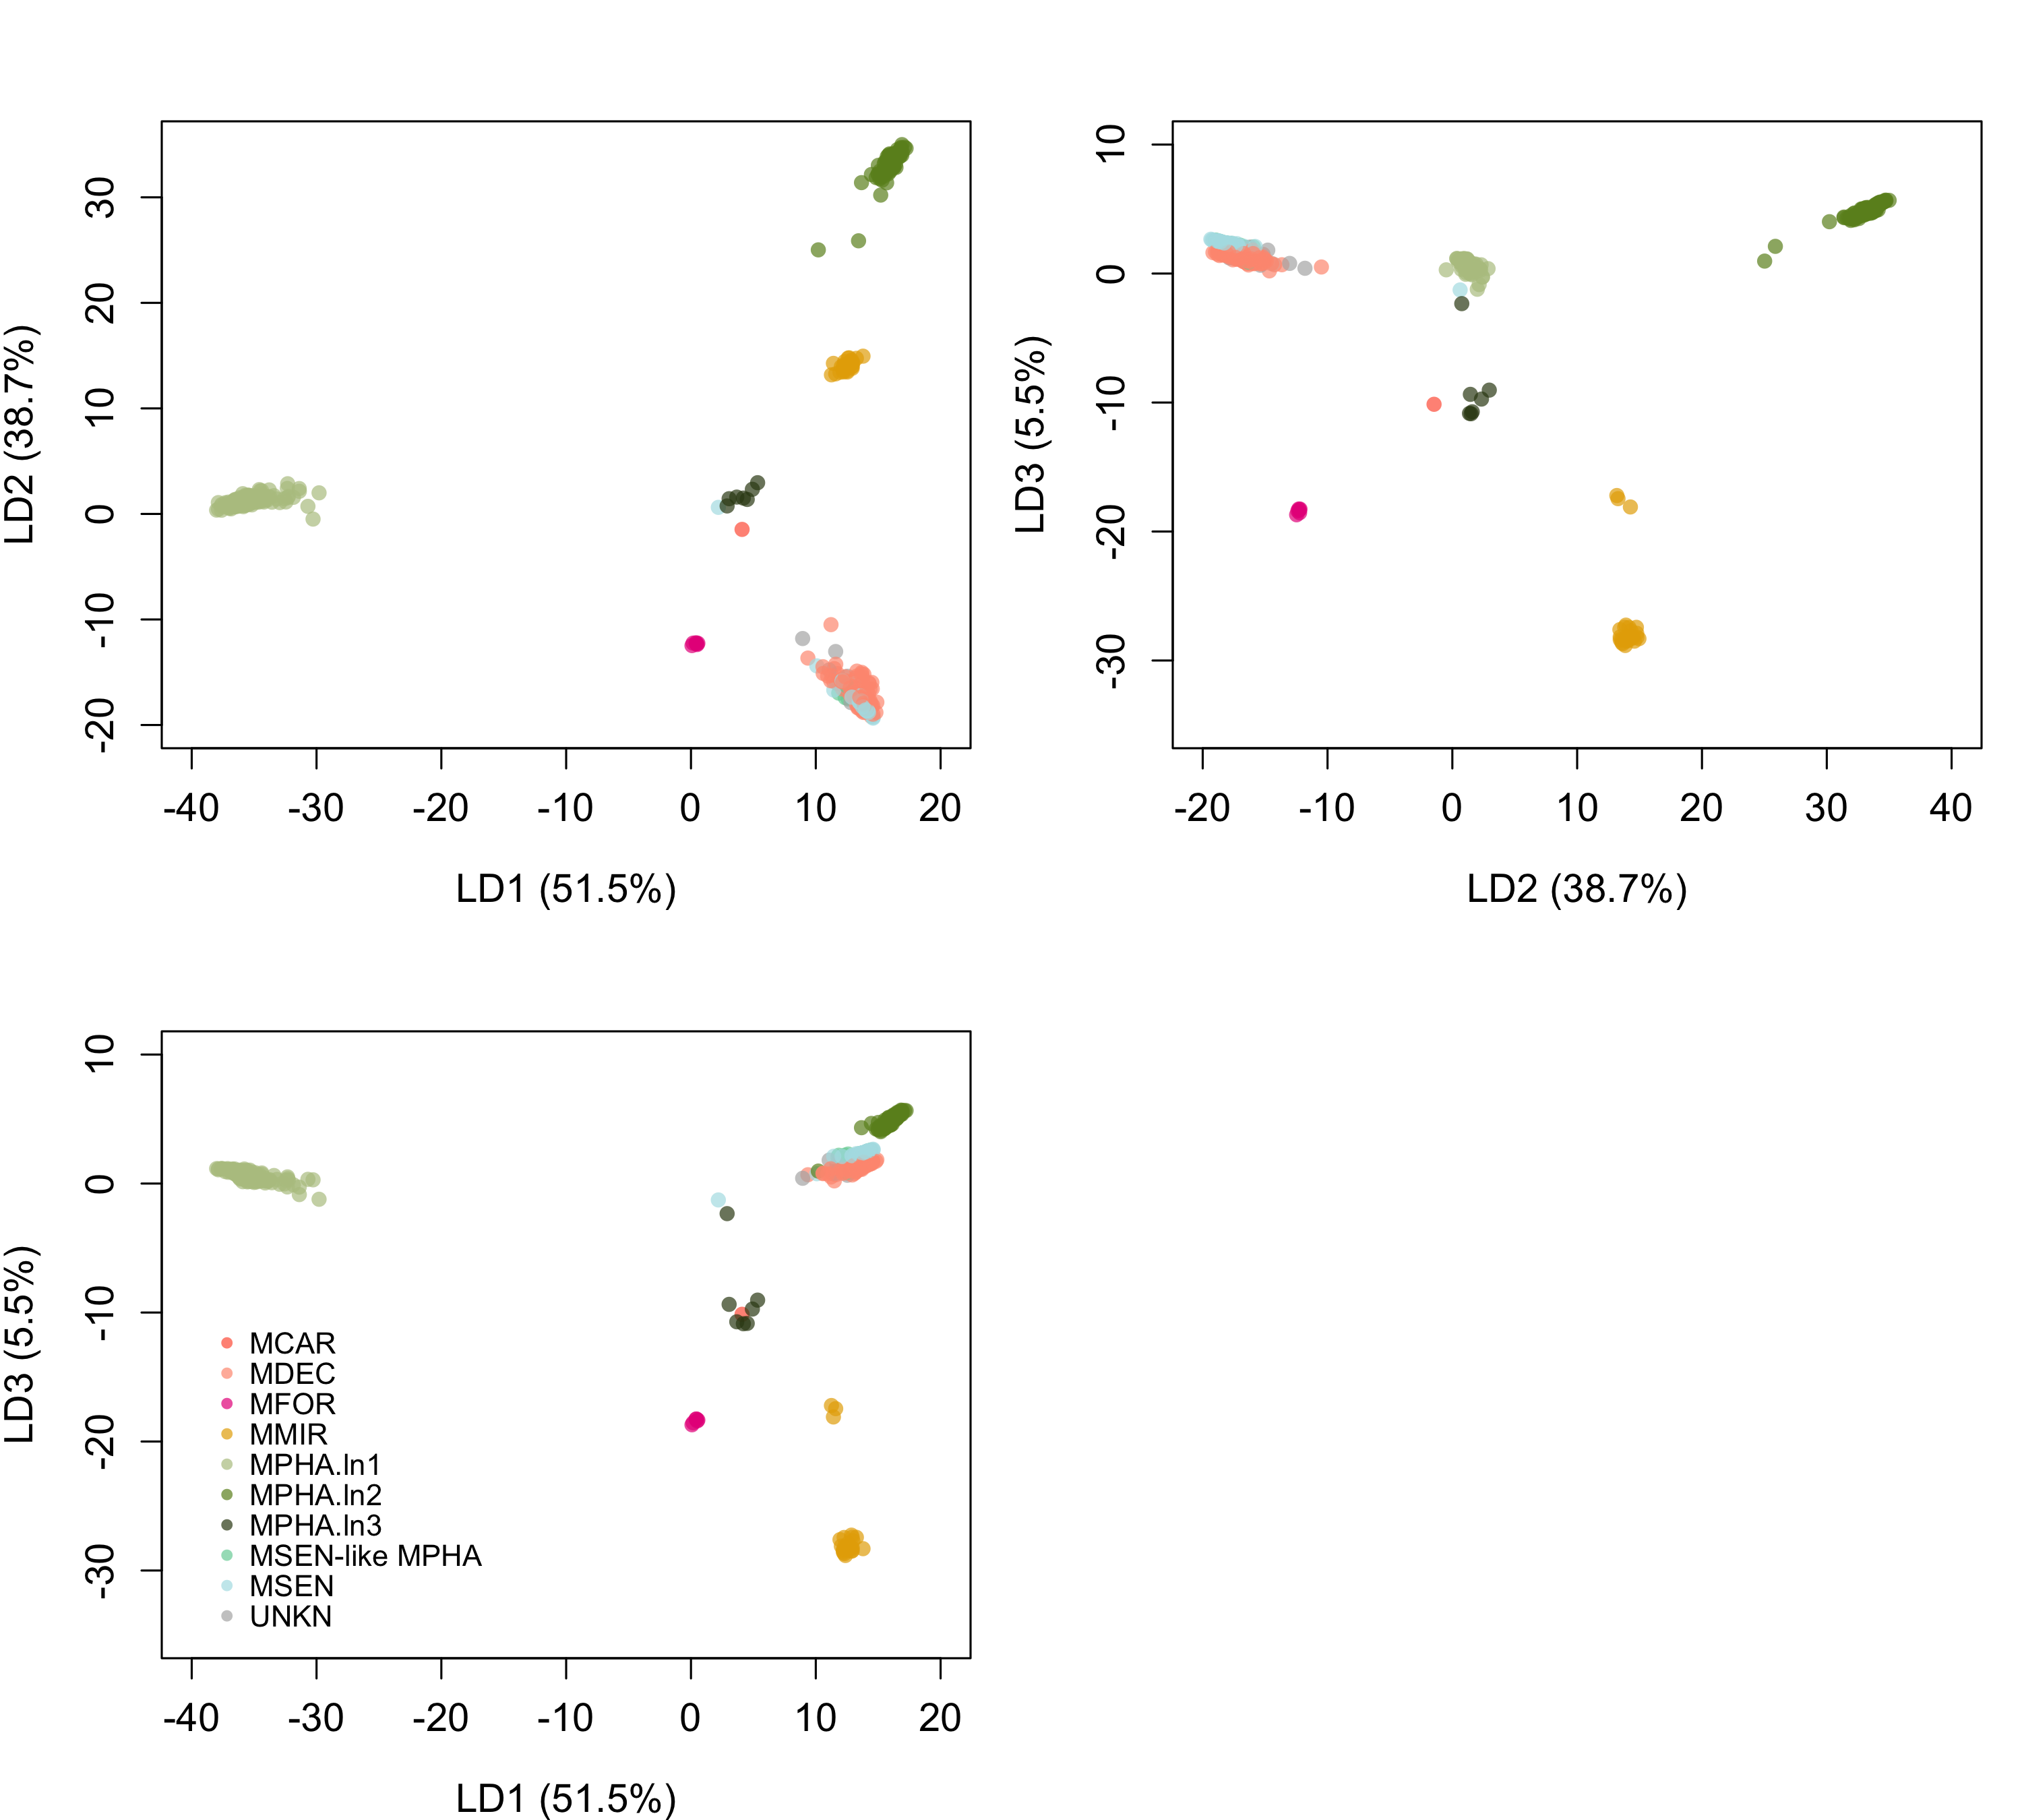 LD2 (38.7%)
30
20
10
0
-10
-20
-40 -30 -20 -10 0 10 20
LD1 (51.5%)
LD3 (5.5%)
10
0
-10
-20
-30
-20 -10 0 10 20 30 40
LD2 (38.7%)
LD3 (5.5%)
10
0
-10
-20
-30
MCAR
MDEC
MFOR
MMIR
MPHA.ln1
MPHA.ln2
MPHA.ln3
MSEN-like MPHA
MSEN
UNKN
-40 -30 -20 -10 0 10 20
LD1 (51.5%)